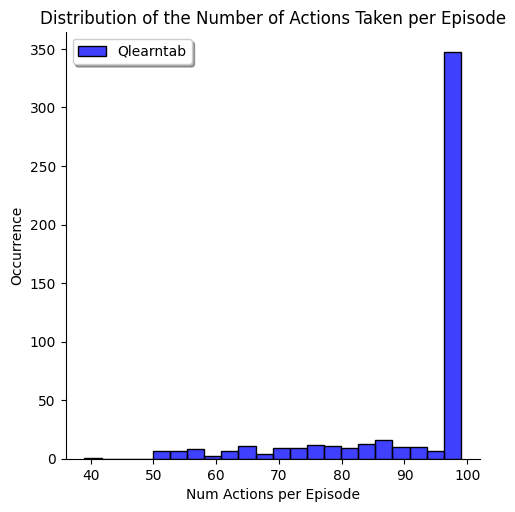 Distribution of the Number of Actions Taken per Episode
Qlearntab
350
300
250
200
150
100
50
0
Occurrence
40 50 60 70 80 90 100
Num Actions per Episode